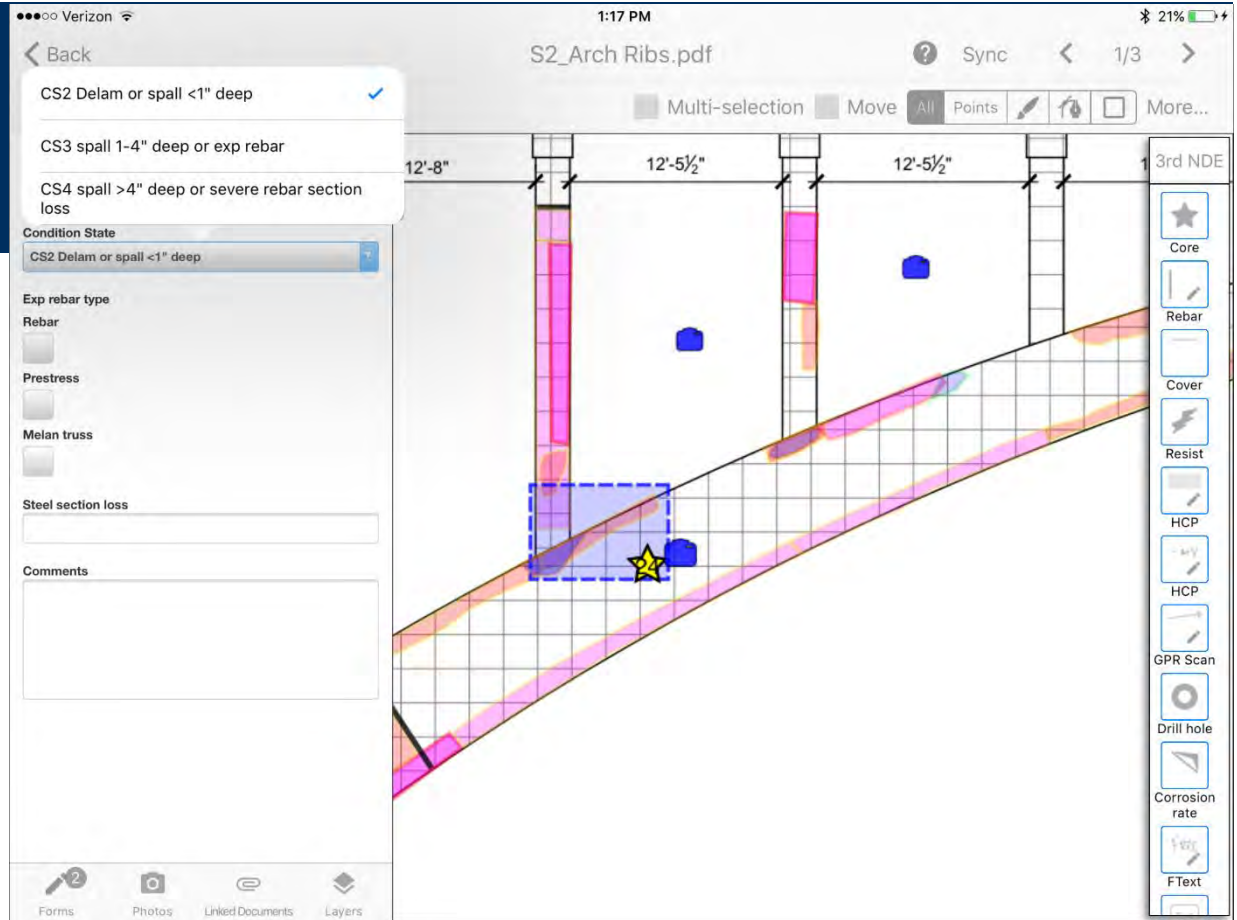 Verizon
1:17 PM
21%
Back
S2_Arch Ribs.pdf
Sync
1/3
Multi-selection
Move
All
Points
More...
CS2 Delam or spall <1" deep
CS3 spall 1-4" deep or exp rebar
CS4 spall >4" deep or severe rebar section
loss
Condition State
CS2 Delam or spall <1" deep
Exp rebar type
Rebar
Prestress
Melan truss
Steel section loss
Comments
12'-8"
12'-5½"
12'-5½"
1
24
3rd NDE
Core
Rebar
Cover
Resist
HCP
HCP
GPR Scan
Drill hole
Corrosion
rate
FText
2
Forms
Photos
Linked Documents
Layers